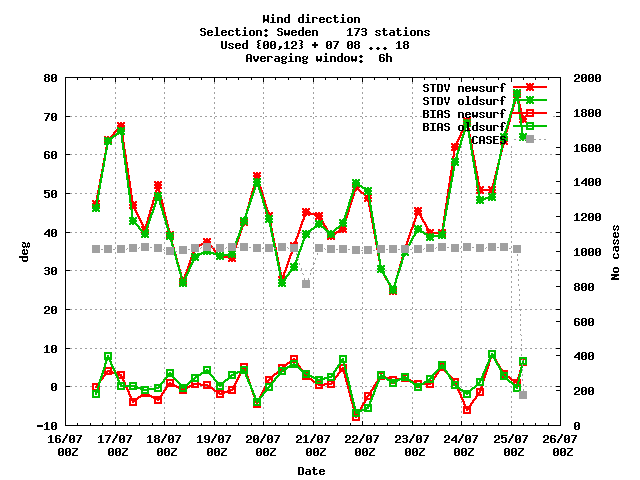 Wind direction
Selection: Sweden    173 stations
Used {00,12} + 07 08 ... 18
Averaging window:  6h
80
70
60
50
40
30
20
10
0
-10
deg
2000
1800
1600
1400
1200
1000
800
600
400
200
0
No cases
STDV newsurf
STDV oldsurf
BIAS newsurf
BIAS oldsurf
CASES
16/07 17/07 18/07 19/07 20/07 21/07 22/07 23/07 24/07 25/07 26/07
00Z 00Z 00Z 00Z 00Z 00Z 00Z 00Z 00Z 00Z 00Z
Date